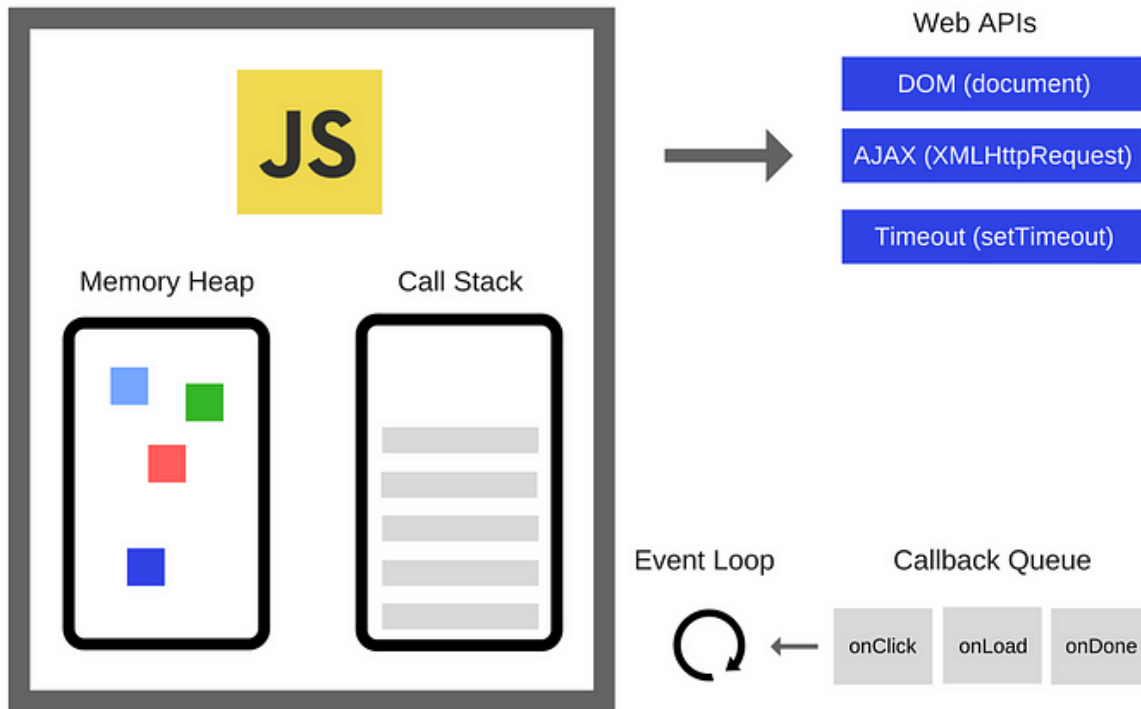 Web APIs
DOM (document)
JS
AJAX (XMLHttpRequest)
Timeout (setTimeout)
Memory Heap
Call Stack
Event Loop
Callback Queue
onClick
onLoad
onDone